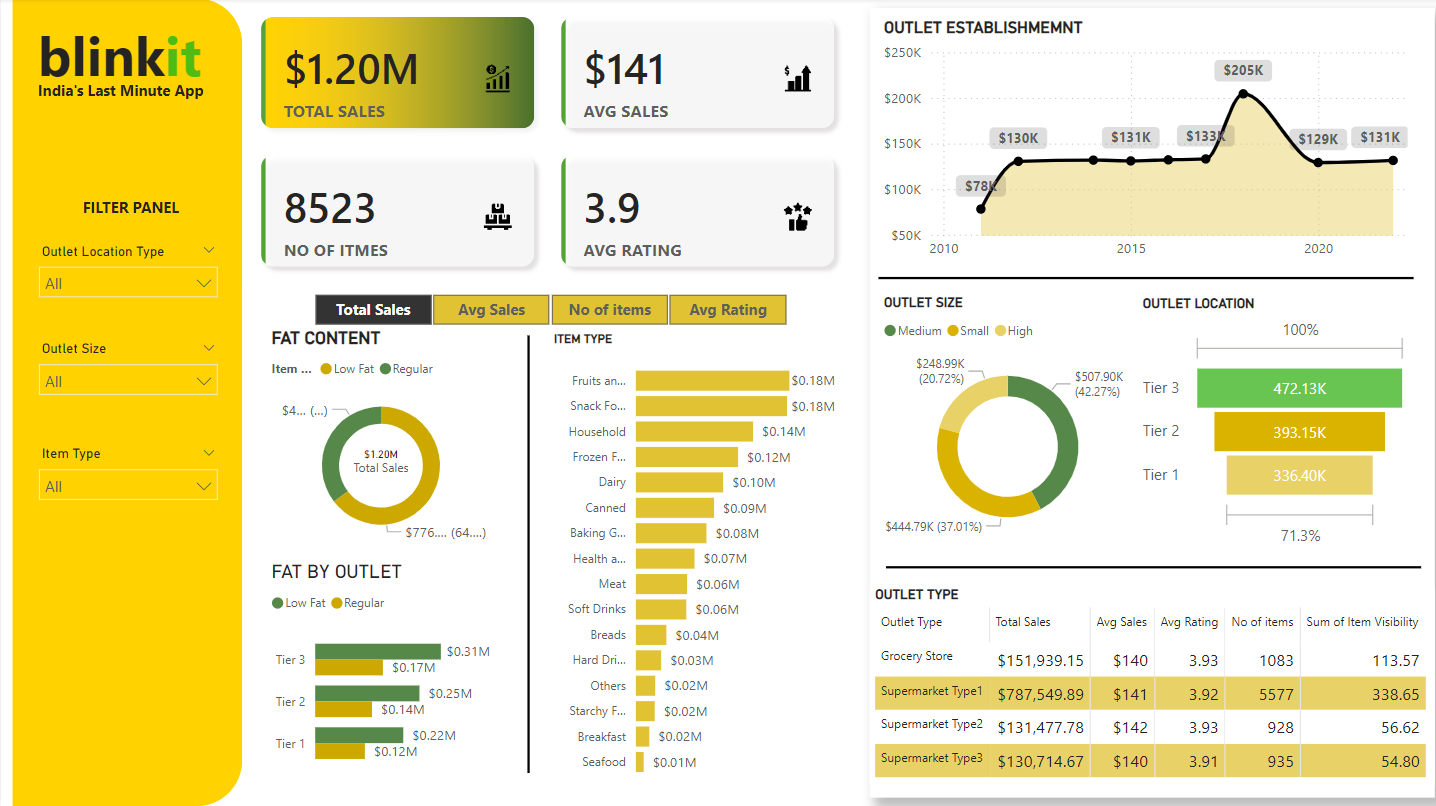 blinkit
India's Last Minute App
FILTER PANEL
Outlet Location Type
All
Outlet Size
All
Item Type
All
$1.20M
TOTAL SALES
$141
AVG SALES
8523
NO OF ITMES
3.9
AVG RATING
Total Sales Avg Sales No of items Avg Rating
FAT CONTENT
Item ... Low Fat Regular
$4... (...)
$1.20M
Total Sales
$776.... (64....)
FAT BY OUTLET
Low Fat Regular
Tier 3 $0.31M
$0.17M
Tier 2 $0.25M
$0.14M
Tier 1 $0.22M
$0.12M
ITEM TYPE
Fruits an... $0.18M
Snack Fo... $0.18M
Household $0.14M
Frozen F... $0.12M
Dairy $0.10M
Canned $0.09M
Baking G... $0.08M
Health a... $0.07M
Meat $0.06M
Soft Drinks $0.06M
Breads $0.04M
Hard Dri... $0.03M
Others $0.02M
Starchy F... $0.02M
Breakfast $0.02M
Seafood $0.01M
OUTLET ESTABLISHMEMNT
$250K
$200K
$150K
$100K
$50K
$78K $130K $131K $133K $205K $129K $131K
2010 2015 2020
OUTLET SIZE
Medium Small High
$248.99K
(20.72%)
$507.90K
(42.27%)
$444.79K (37.01%)
OUTLET LOCATION
100%
Tier 3 472.13K
Tier 2 393.15K
Tier 1 336.40K
71.3%
OUTLET TYPE
Outlet Type Total Sales Avg Sales Avg Rating No of items Sum of Item Visibility
Grocery Store $151,939.15 $140 3.93 1083 113.57
Supermarket Type1 $787,549.89 $141 3.92 5577 338.65
Supermarket Type2 $131,477.78 $142 3.93 928 56.62
Supermarket Type3 $130,714.67 $140 3.91 935 54.80